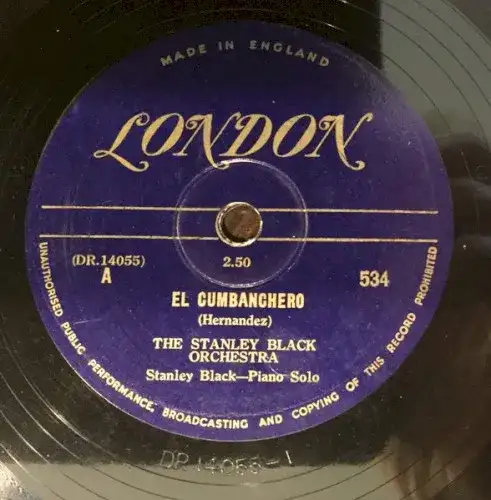 MADE IN ENGLAND
LONDON
(DR.14055) 2.50
A 534
EL CUMBANCHERO
(Hernandez)
THE STANLEY BLACK
ORCHESTRA
Stanley Black—Piano Solo
UNAUTHORISED PUBLIC PERFORMANCE, BROADCASTING AND COPYING OF THIS RECORD PROHIBITED
DR 14055-1